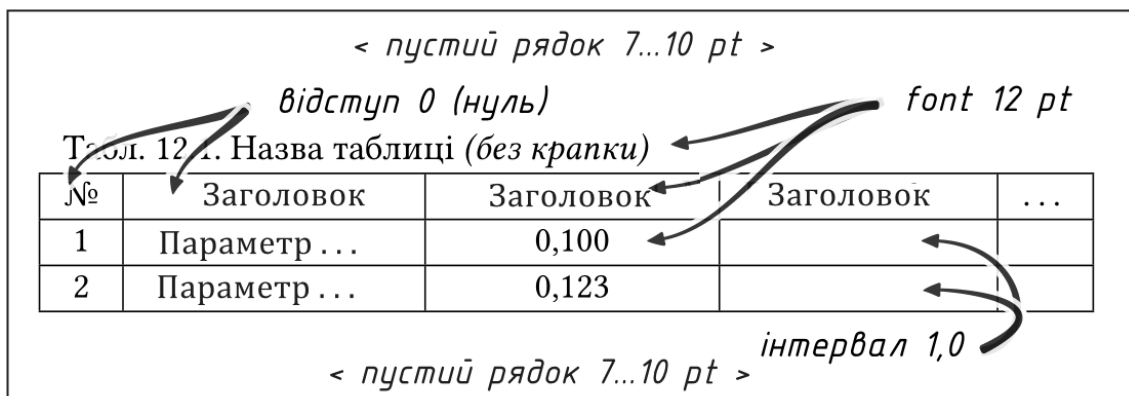 < пустий рядок 7...10 pt >
відступ 0 (нуль)
font 12 pt
Табл. 12.1. Назва таблиці (без крапки)
№ Заголовок Заголовок Заголовок ...
1 Параметр ... 0,100
2 Параметр ... 0,123
інтервал 1,0
< пустий рядок 7...10 pt >